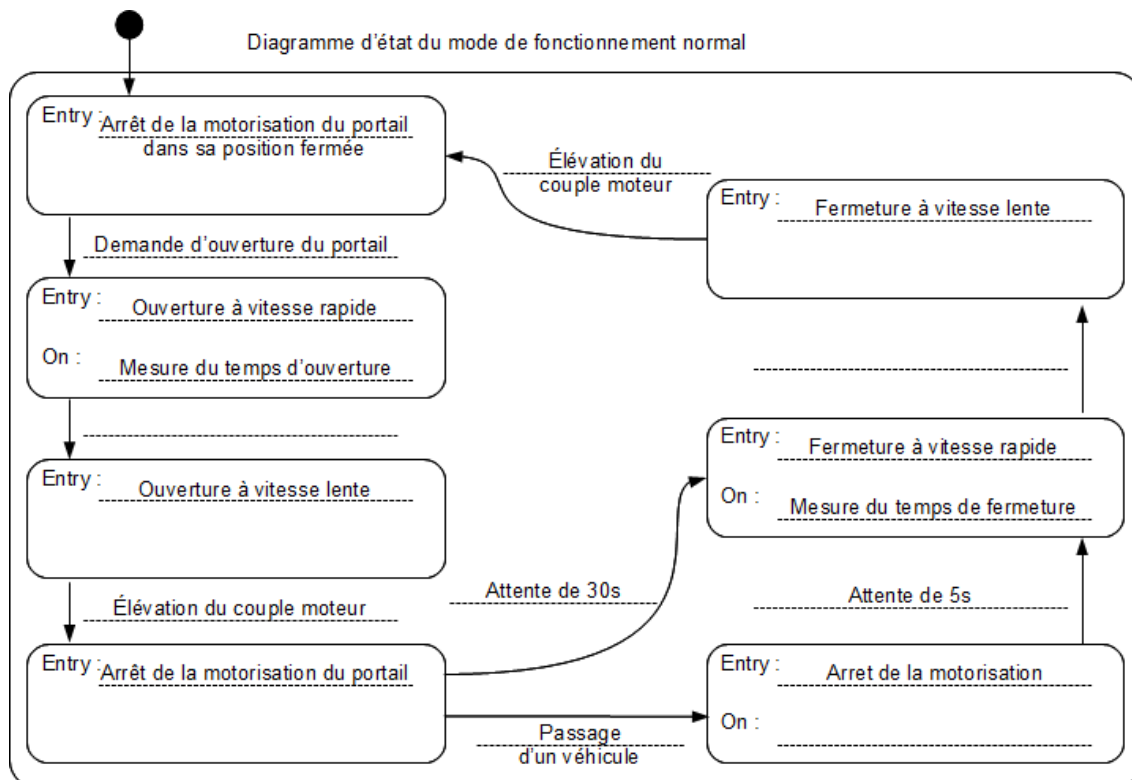 Diagramme d'état du mode de fonctionnement normal
Entry : Arrêt de la motorisation du portail
dans sa position fermée
Demande d'ouverture du portail
Entry : Ouverture à vitesse rapide
On : Mesure du temps d'ouverture
Entry : Ouverture à vitesse lente
Élévation du couple moteur
Entry : Arrêt de la motorisation du portail
Élévation du
couple moteur
Entry : Fermeture à vitesse lente
Entry : Fermeture à vitesse rapide
On : Mesure du temps de fermeture
Attente de 30s
Attente de 5s
Entry : Arret de la motorisation
On :
Passage
d'un véhicule